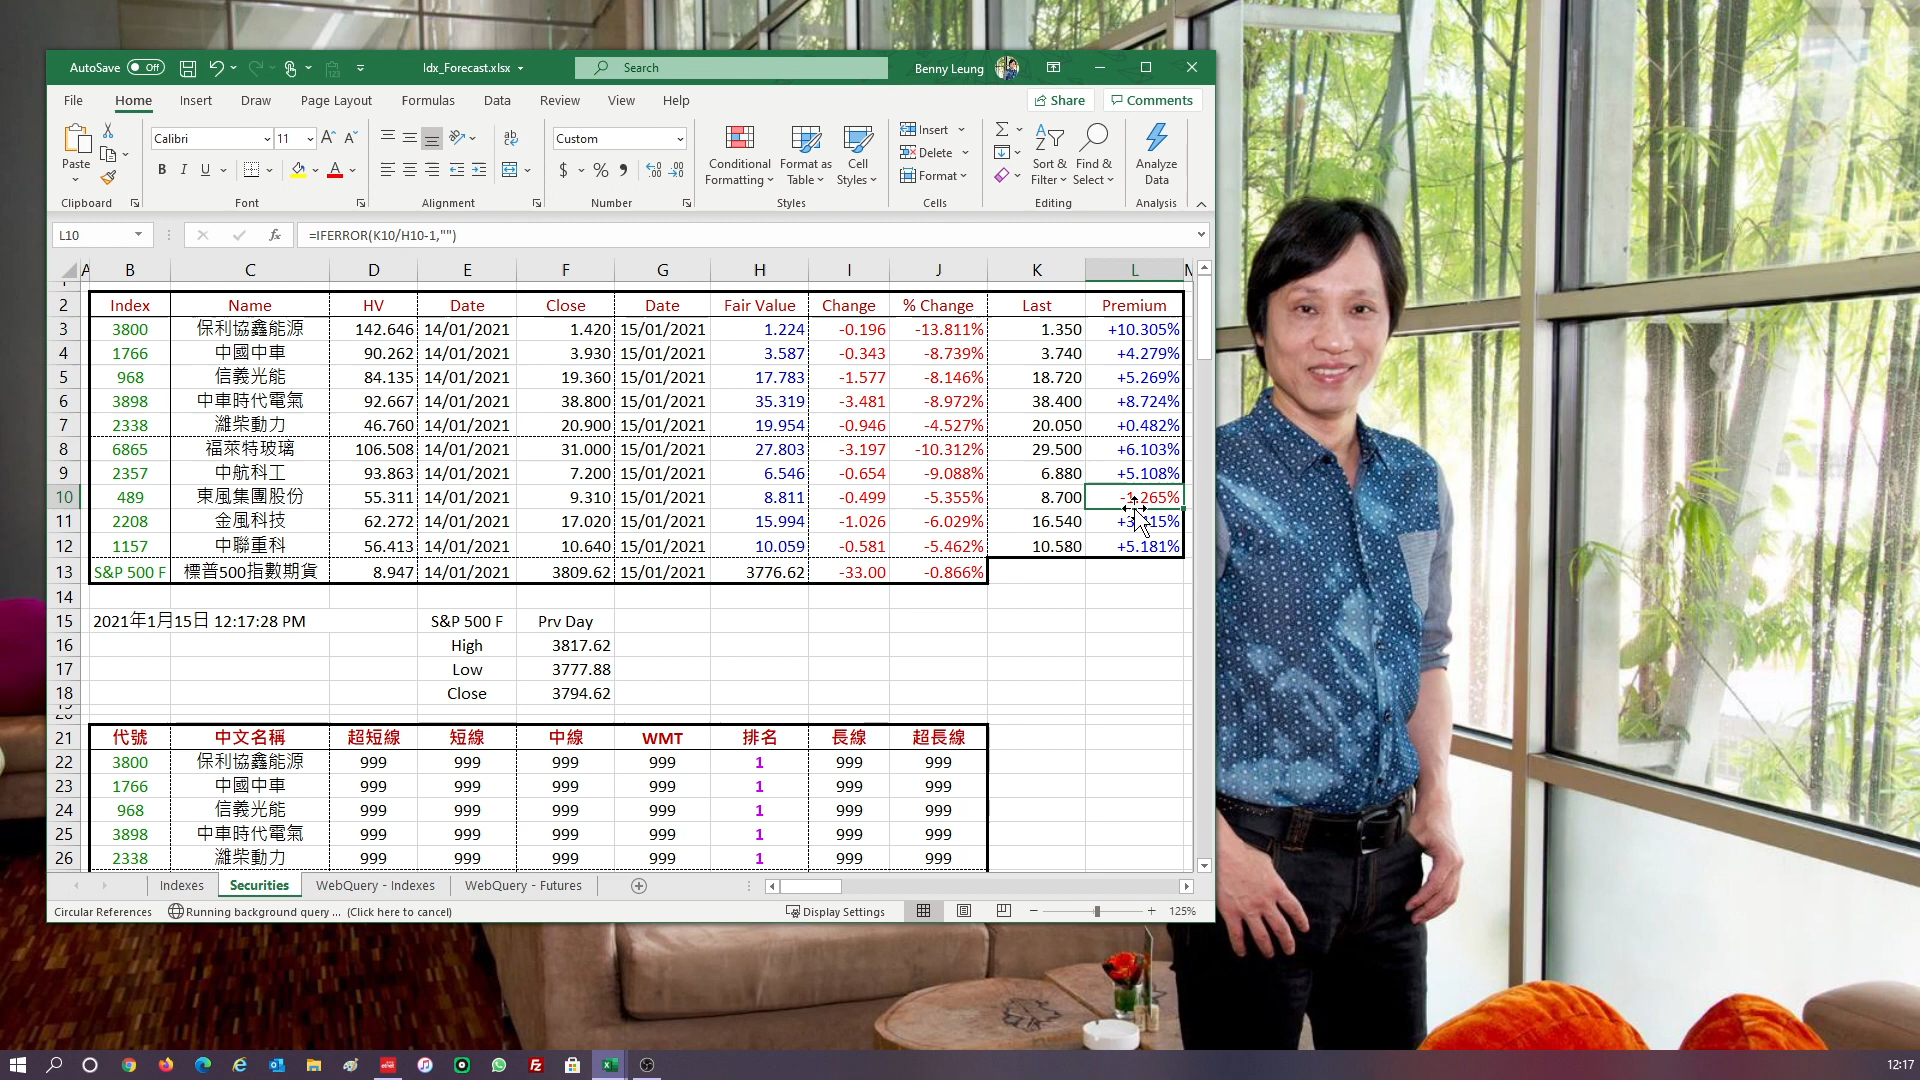 AutoSave Off Idx_Forecast.xlsx Search Benny Leung
File Home Insert Draw Page Layout Formulas Data Review View Help Share Comments
Paste Calibri 11 Custom Conditional Formatting Format as Table Cell Styles Insert Delete Format Sort & Filter Find & Select Analyze Data
Clipboard Font Alignment Number Styles Cells Editing Analysis
L10 =IFERROR(K10/H10-1,"")
A B C D E F G H I J K L M
2 Index Name HV Date Close Date Fair Value Change % Change Last Premium
3 3800 保利協鑫能源 142.646 14/01/2021 1.420 15/01/2021 1.224 -0.196 -13.811% 1.350 +10.305%
4 1766 中國中車 90.262 14/01/2021 3.930 15/01/2021 3.587 -0.343 -8.739% 3.740 +4.279%
5 968 信義光能 84.135 14/01/2021 19.360 15/01/2021 17.783 -1.577 -8.146% 18.720 +5.269%
6 3898 中車時代電氣 92.667 14/01/2021 38.800 15/01/2021 35.319 -3.481 -8.972% 38.400 +8.724%
7 2338 濰柴動力 46.760 14/01/2021 20.900 15/01/2021 19.954 -0.946 -4.527% 20.050 +0.482%
8 6865 福萊特玻璃 106.508 14/01/2021 31.000 15/01/2021 27.803 -3.197 -10.312% 29.500 +6.103%
9 2357 中航科工 93.863 14/01/2021 7.200 15/01/2021 6.546 -0.654 -9.088% 6.880 +5.108%
10 489 東風集團股份 55.311 14/01/2021 9.310 15/01/2021 8.811 -0.499 -5.355% 8.700 -1.265%
11 2208 金風科技 62.272 14/01/2021 17.020 15/01/2021 15.994 -1.026 -6.029% 16.540
12 1157 中聯重科 56.413 14/01/2021 10.640 15/01/2021 10.059 -0.581 -5.462% 10.580 +5.181%
13 S&P 500 F 標普500指數期貨 8.947 14/01/2021 3809.62 15/01/2021 3776.62 -33.00 -0.866%
14
15 2021年1月15日 12:17:28 PM S&P 500 F Prv Day
16 High 3817.62
17 Low 3777.88
18 Close 3794.62
21 代號 中文名稱 超短線 短線 中線 WMT 排名 長線 超長線
22 3800 保利協鑫能源 999 999 999 999 1 999 999
23 1766 中國中車 999 999 999 999 1 999 999
24 968 信義光能 999 999 999 999 1 999 999
25 3898 中車時代電氣 999 999 999 999 1 999 999
26 2338 濰柴動力 999 999 999 999 1 999 999
Indexes Securities WebQuery - Indexes WebQuery - Futures
Circular References Running background query ... (Click here to cancel) Display Settings 125%
12:17